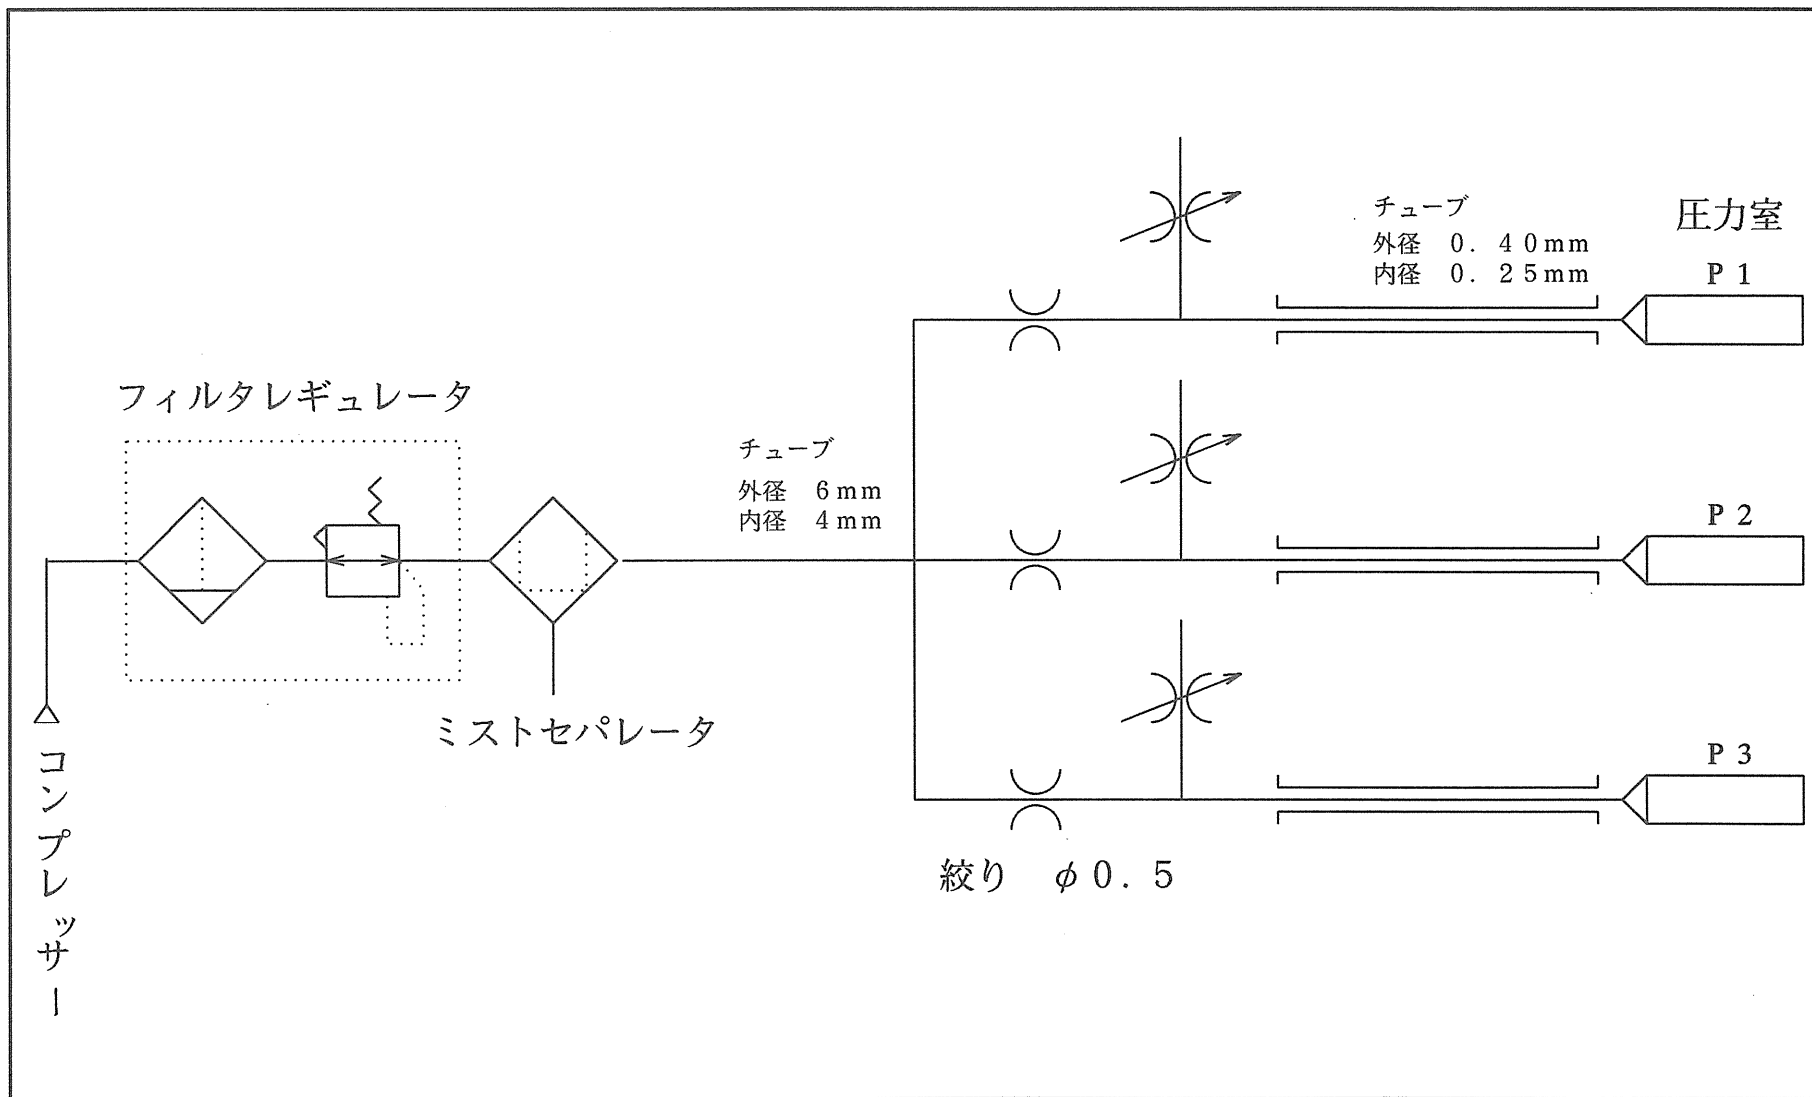 フィルタレギュレータ
コンプレッサー
ミストセパレータ
チューブ
外径 6mm
内径 4mm
絞り φ0.5
チューブ
外径 0.40mm
内径 0.25mm
圧力室
P1
P2
P3